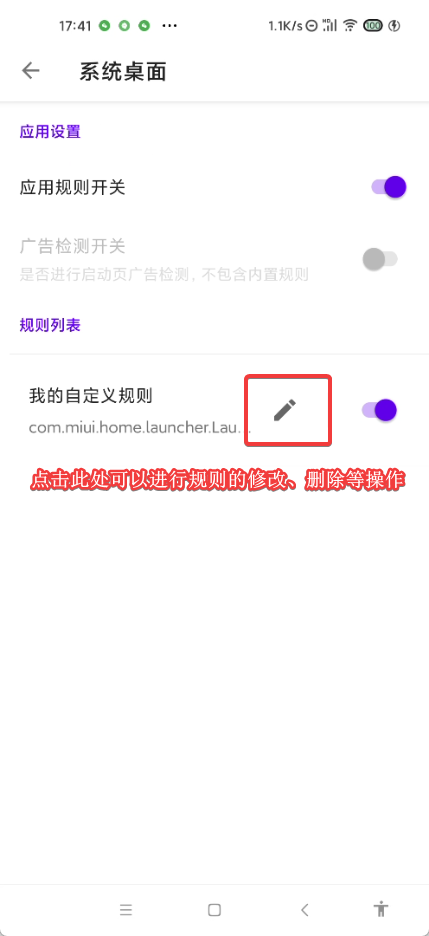 17:41 ••• 1.1K/s HD 100
系统桌面
应用设置
应用规则开关
广告检测开关
是否进行启动页广告检测, 不包含内置规则
规则列表
我的自定义规则
com.miui.home.launcher.Lau...
点击此处可以进行规则的修改、删除等操作